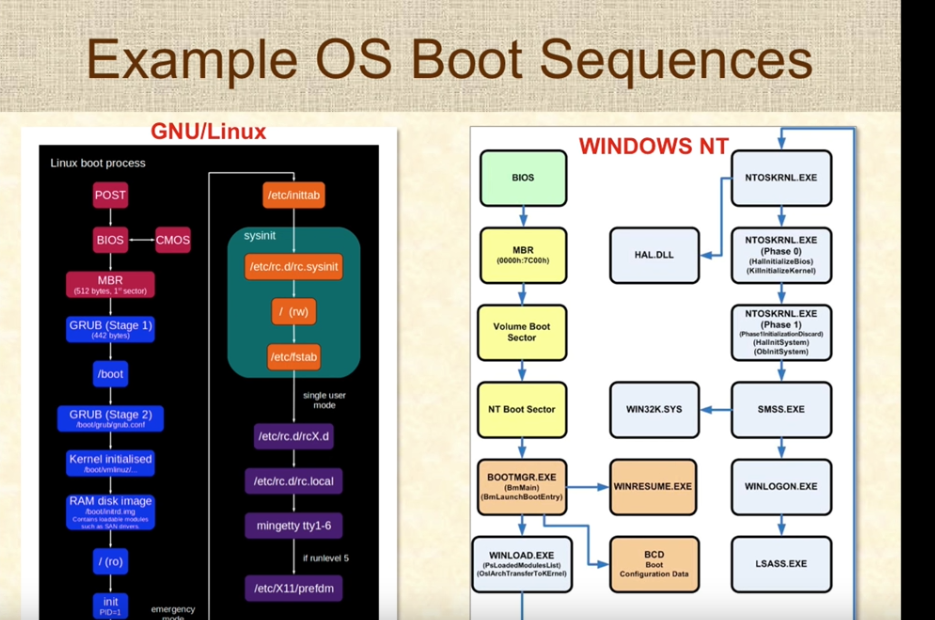 Example OS Boot Sequences
GNU/Linux
Linux boot process
POST
BIOS
CMOS
MBR
(512 bytes, 1st sector)
GRUB (Stage 1)
(442 bytes)
/boot
GRUB (Stage 2)
/boot/grub/grub.conf
Kernel initialised
/boot/vmlinuz/...
RAM disk image
/boot/initrd.img
Contains loadable modules
such as SAN drivers
/ (ro)
init
PID=1
emergency
mode
/etc/inittab
sysinit
/etc/rc.d/rc.sysinit
/ (rw)
/etc/fstab
single user
mode
/etc/rc.d/rcX.d
/etc/rc.d/rc.local
mingetty tty1-6
if runlevel 5
/etc/X11/prefdm
WINDOWS NT
BIOS
MBR
(0000h:7C00h)
Volume Boot
Sector
NT Boot Sector
BOOTMGR.EXE
(BmMain)
(BmLaunchBootEntry)
WINLOAD.EXE
(PsLoadedModulesList)
(OslArchTransferToKErnel)
HAL.DLL
WIN32K.SYS
WINRESUME.EXE
BCD
Boot
Configuration Data
NTOSKRNL.EXE
NTOSKRNL.EXE
(Phase 0)
(HalInitializeBios)
(KiInitializeKernel)
NTOSKRNL.EXE
(Phase 1)
(Phase1InitializationDiscard)
(HalInitSystem)
(ObInitSystem)
SMSS.EXE
WINLOGON.EXE
LSASS.EXE